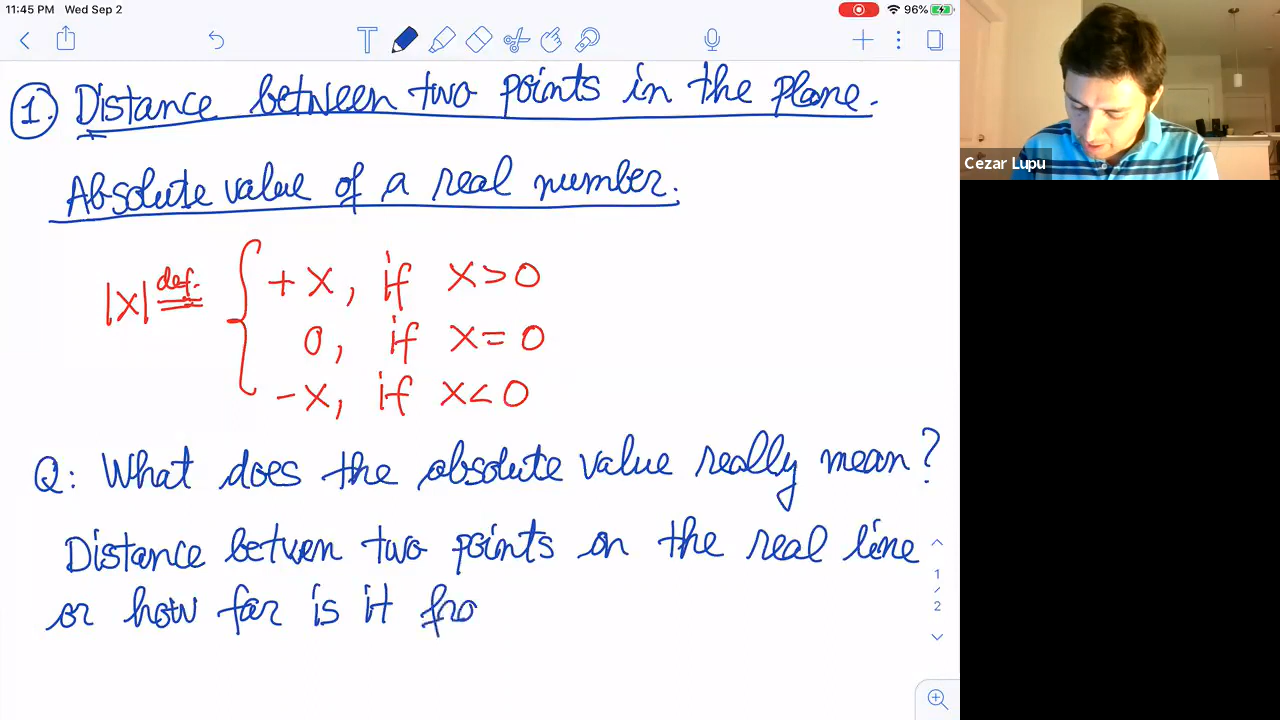 11:45 PM Wed Sep 2
96%
1. Distance between two points in the plane.
Absolute value of a real number.
|x| def. = { +x, if x>0
0, if x=0
-x, if x<0
Q: What does the absolute value really mean?
Distance between two points on the real line
or how far is it fro
1 / 2
Cezar Lupu